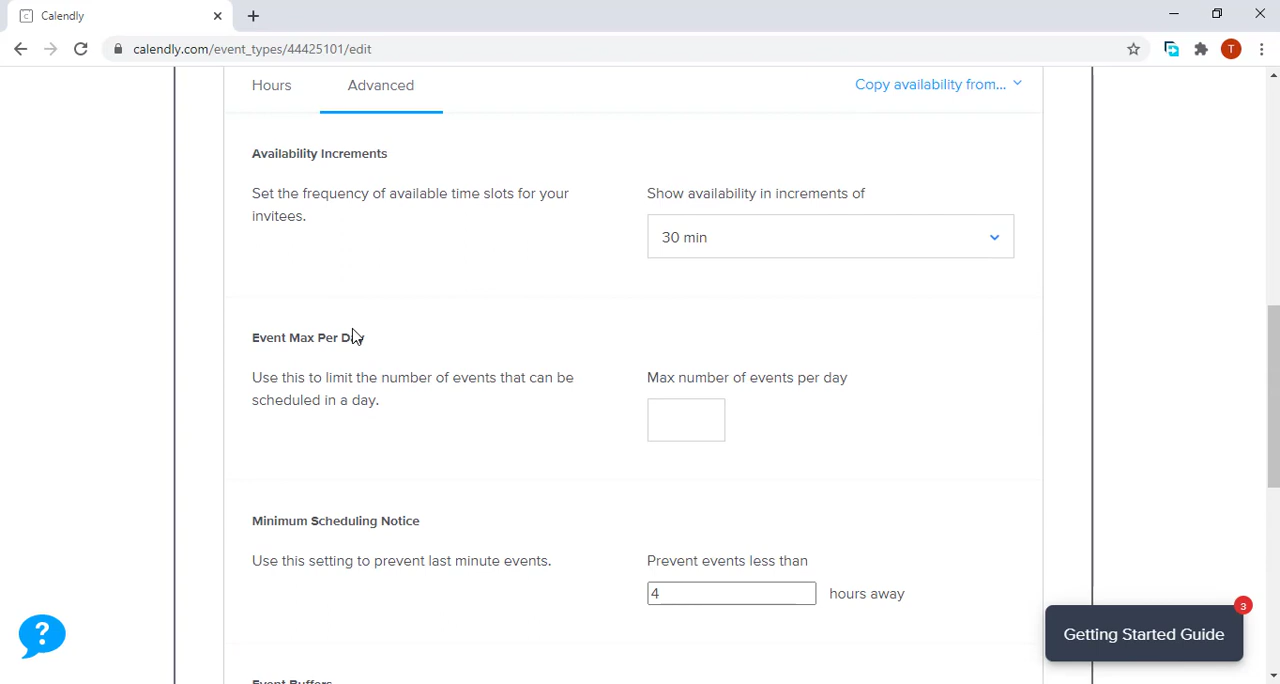 Calendly
calendly.com/event_types/44425101/edit
T
Hours
Advanced
Copy availability from...
Availability Increments
Set the frequency of available time slots for your
invitees.
Show availability in increments of
30 min
Event Max Per Day
Use this to limit the number of events that can be
scheduled in a day.
Max number of events per day
Minimum Scheduling Notice
Use this setting to prevent last minute events.
Prevent events less than
4
hours away
?
3
Getting Started Guide
Event Buffers